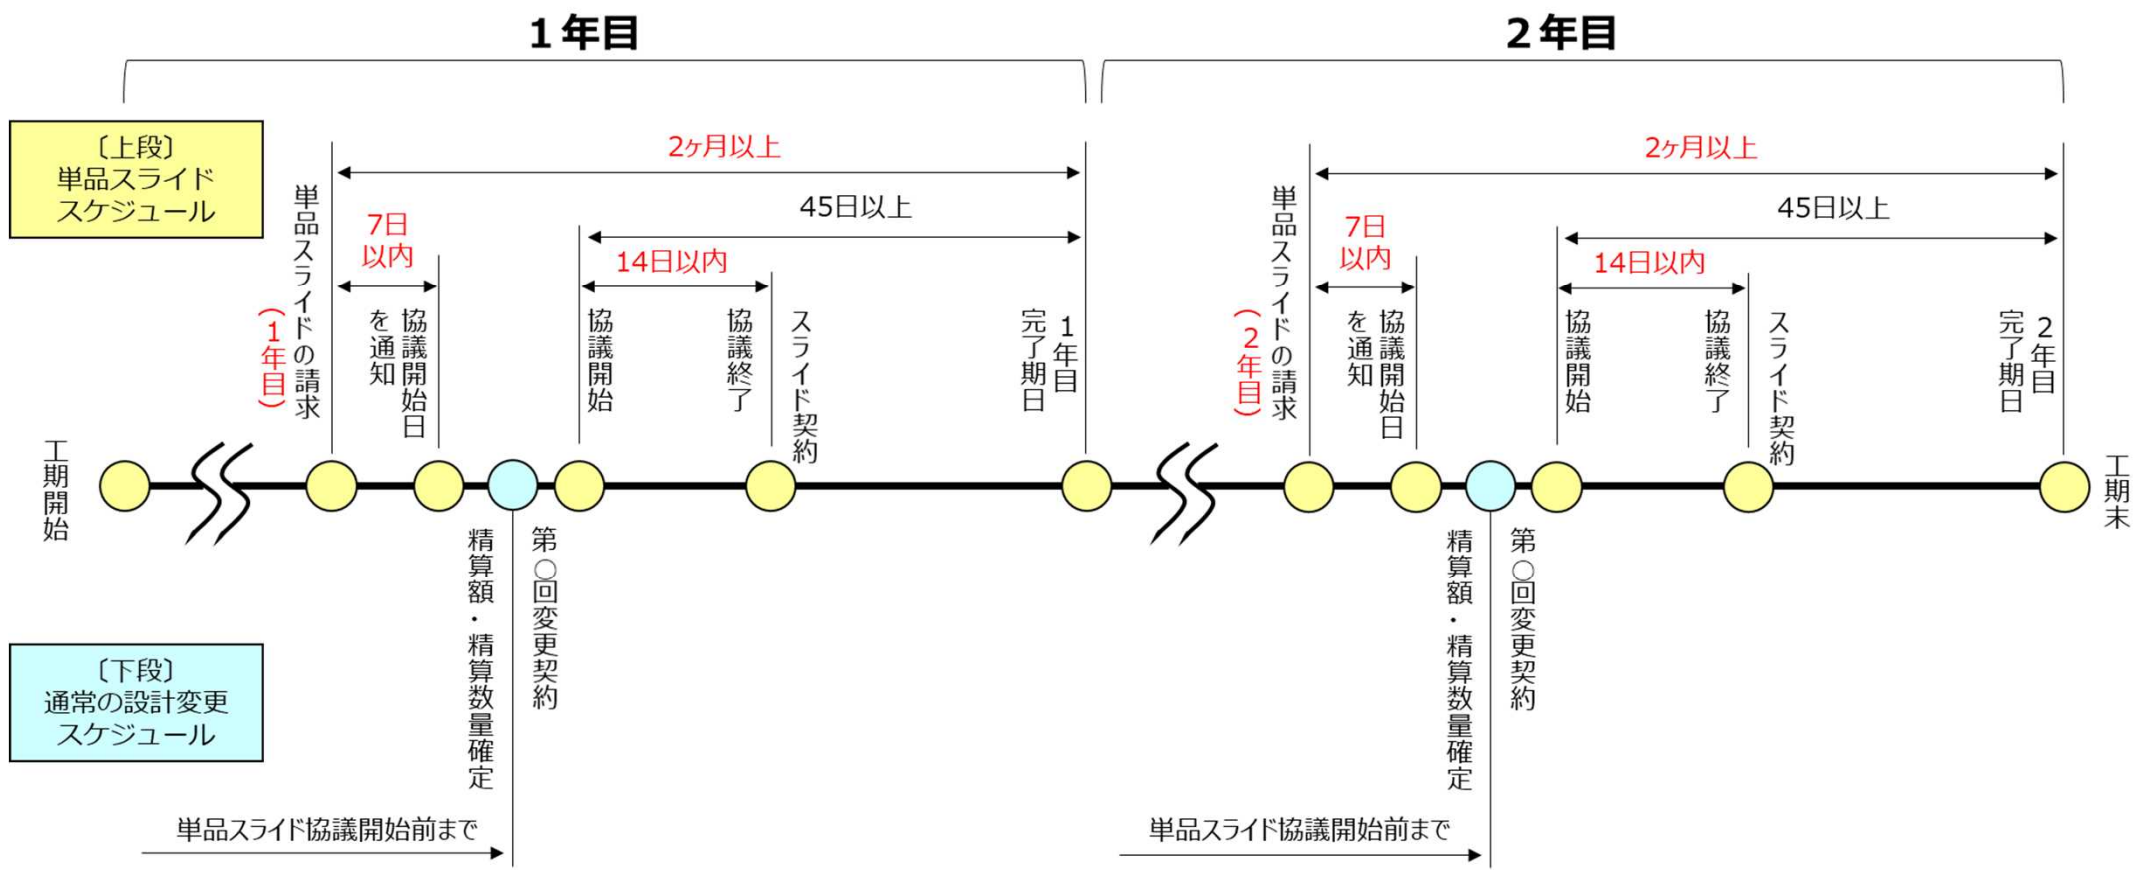 1年目
2年目
〔上段〕
単品スライド
スケジュール
2ヶ月以上
45日以上
7日
以内
14日以内
単品スライドの請求
(1年目)
協議開始日
を通知
協議開始
協議終了
スライド契約
1年目
完了期日
2ヶ月以上
45日以上
7日
以内
14日以内
単品スライドの請求
(2年目)
協議開始日
を通知
協議開始
協議終了
スライド契約
2年目
完了期日
工期開始
工期末
〔下段〕
通常の設計変更
スケジュール
第○回変更契約
精算額・精算数量確定
単品スライド協議開始前まで
第○回変更契約
精算額・精算数量確定
単品スライド協議開始前まで